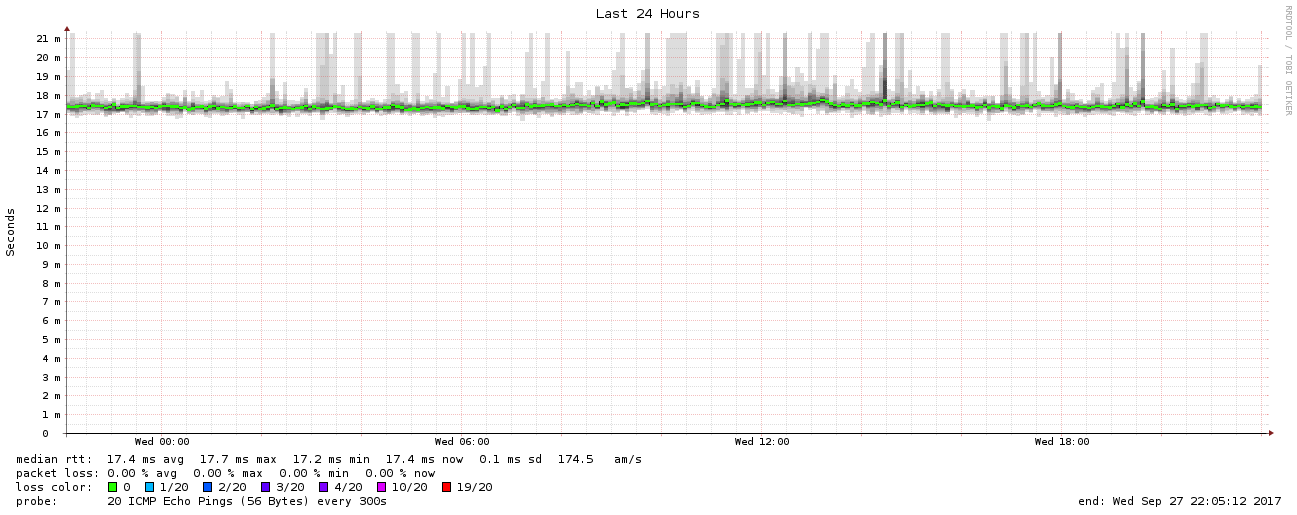 Last 24 Hours
RRDTOOL / TOBI OETIKER
Seconds
21 m
20 m
19 m
18 m
17 m
16 m
15 m
14 m
13 m
12 m
11 m
10 m
9 m
8 m
7 m
6 m
5 m
4 m
3 m
2 m
1 m
0
Wed 00:00 Wed 06:00 Wed 12:00 Wed 18:00
median rtt: 17.4 ms avg 17.7 ms max 17.2 ms min 17.4 ms now 0.1 ms sd 174.5 am/s
packet loss: 0.00 % avg 0.00 % max 0.00 % min 0.00 % now
loss color: 0 1/20 2/20 3/20 4/20 10/20 19/20
probe: 20 ICMP Echo Pings (56 Bytes) every 300s end: Wed Sep 27 22:05:12 2017